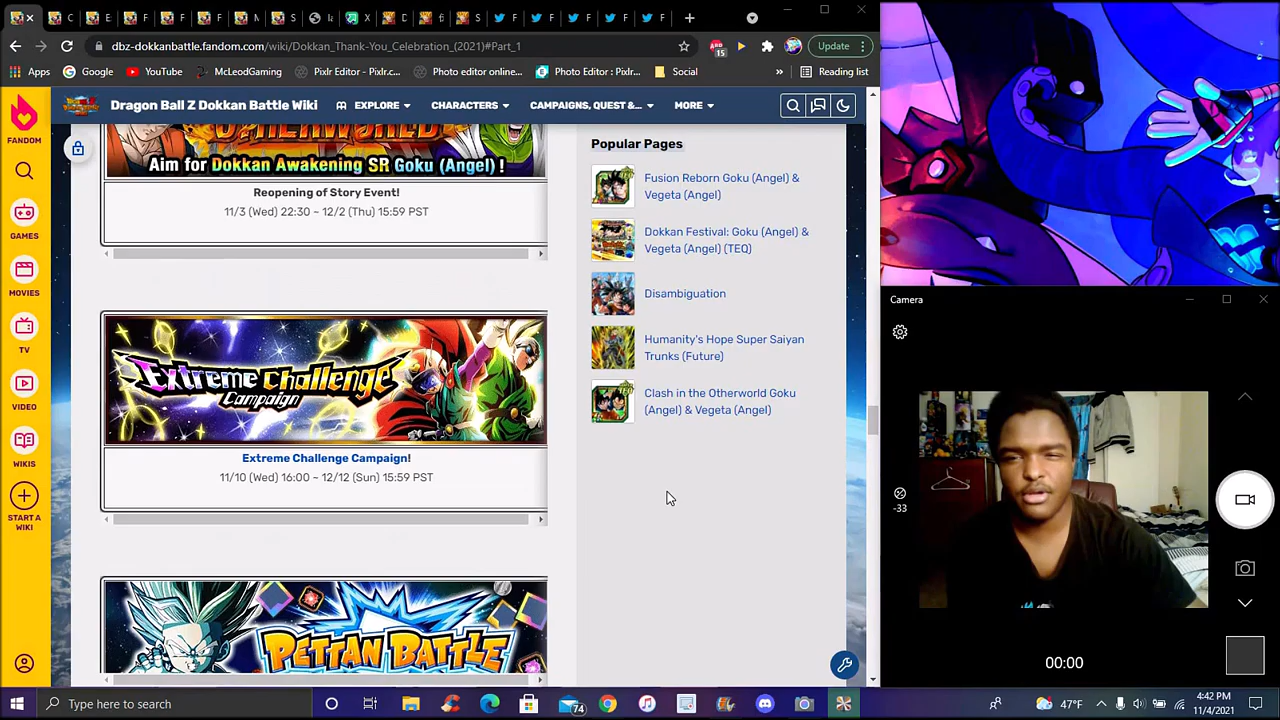 Update
dbz-dokkanbattle.fandom.com/wiki/Dokkan_Thank-You_Celebration_(2021)#Part_1
15
Apps
Google
YouTube
McLeodGaming
Pixlr Editor - Pixlr.c...
Photo editor online...
Photo Editor : Pixlr...
Social
»
Reading list
FANDOM
GAMES
MOVIES
TV
VIDEO
WIKIS
START A
WIKI
Dragon Ball Z Dokkan Battle Wiki
EXPLORE
CHARACTERS
CAMPAIGNS, QUEST &...
MORE
OTHERWORLD
Aim for Dokkan Awakening SR Goku (Angel) !
Reopening of Story Event!
11/3 (Wed) 22:30 ~ 12/2 (Thu) 15:59 PST
Extreme Challenge
Campaign
Extreme Challenge Campaign!
11/10 (Wed) 16:00 ~ 12/12 (Sun) 15:59 PST
PETTAN BATTLE
Popular Pages
Fusion Reborn Goku (Angel) &
Vegeta (Angel)
Dokkan Festival: Goku (Angel) &
Vegeta (Angel) (TEQ)
Disambiguation
Humanity's Hope Super Saiyan
Trunks (Future)
Clash in the Otherworld Goku
(Angel) & Vegeta (Angel)
Camera
-33
00:00
Type here to search
74
47°F
4:42 PM
11/4/2021